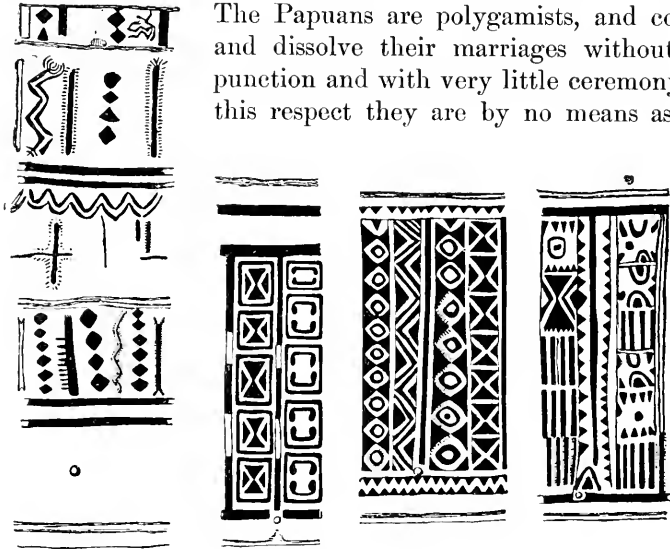 The Papuans are polygamists, and co
and dissolve their marriages without
punction and with very little ceremony
this respect they are by no means as